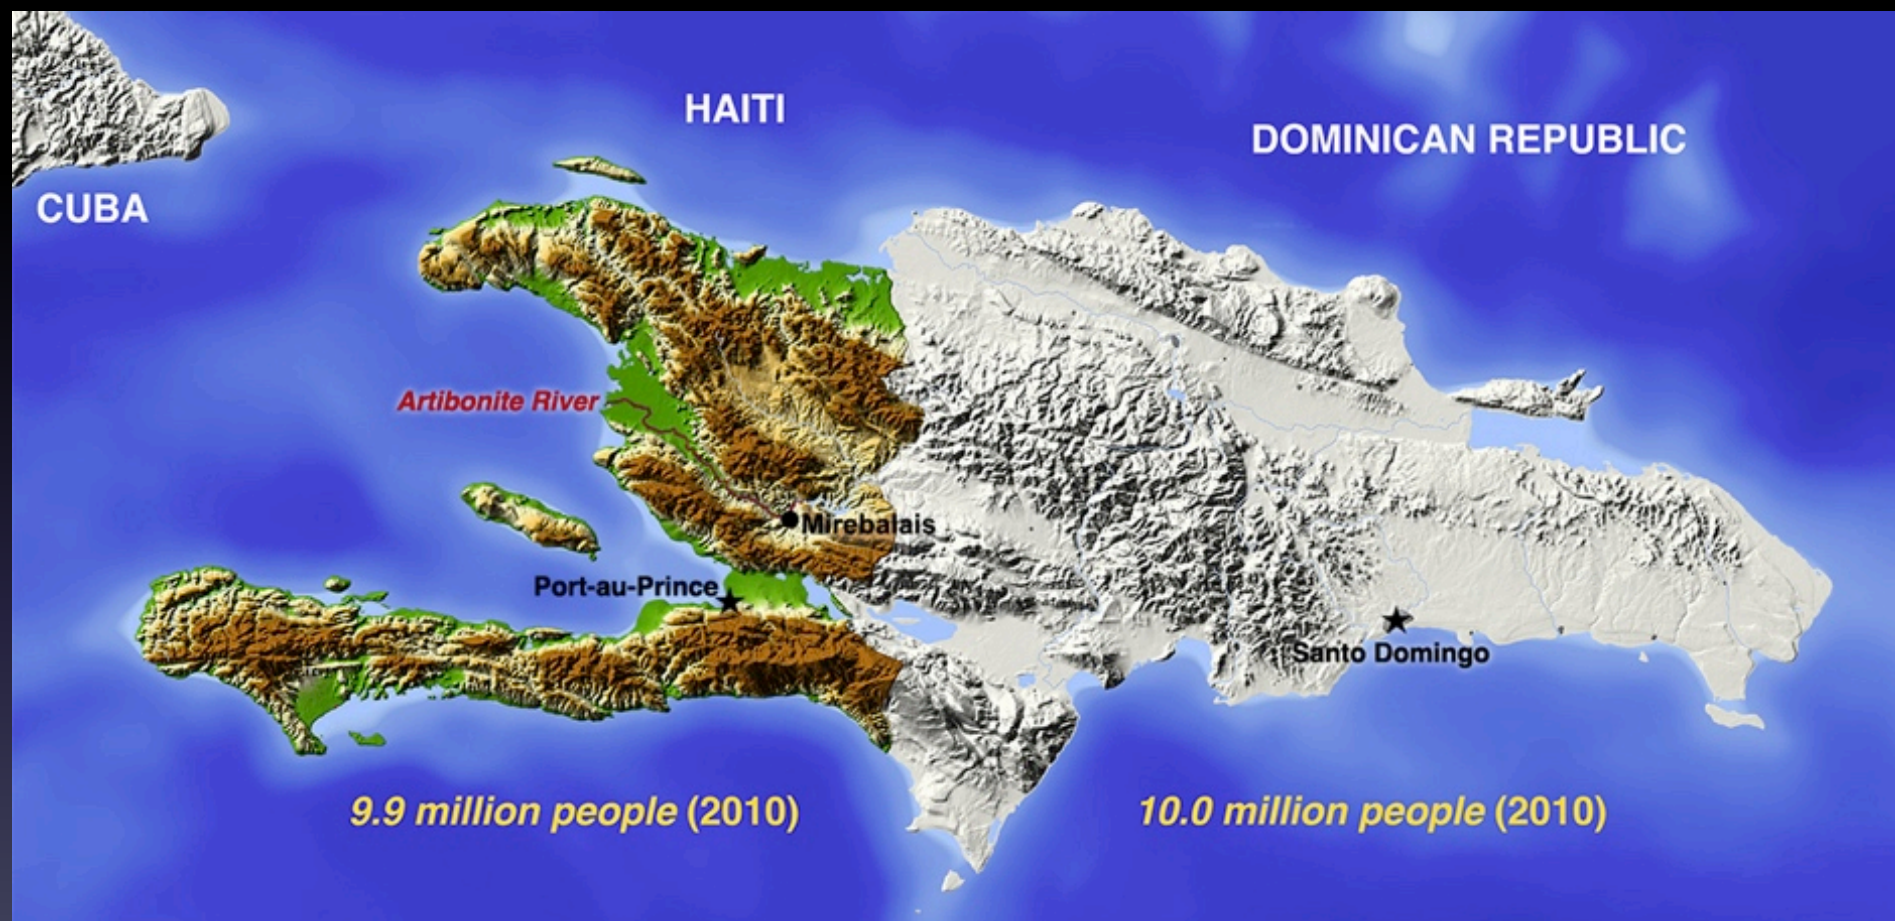 HAITI
DOMINICAN REPUBLIC
CUBA
Artibonite River
Mirebalais
Port-au-Prince
Santo Domingo
9.9 million people (2010)
10.0 million people (2010)